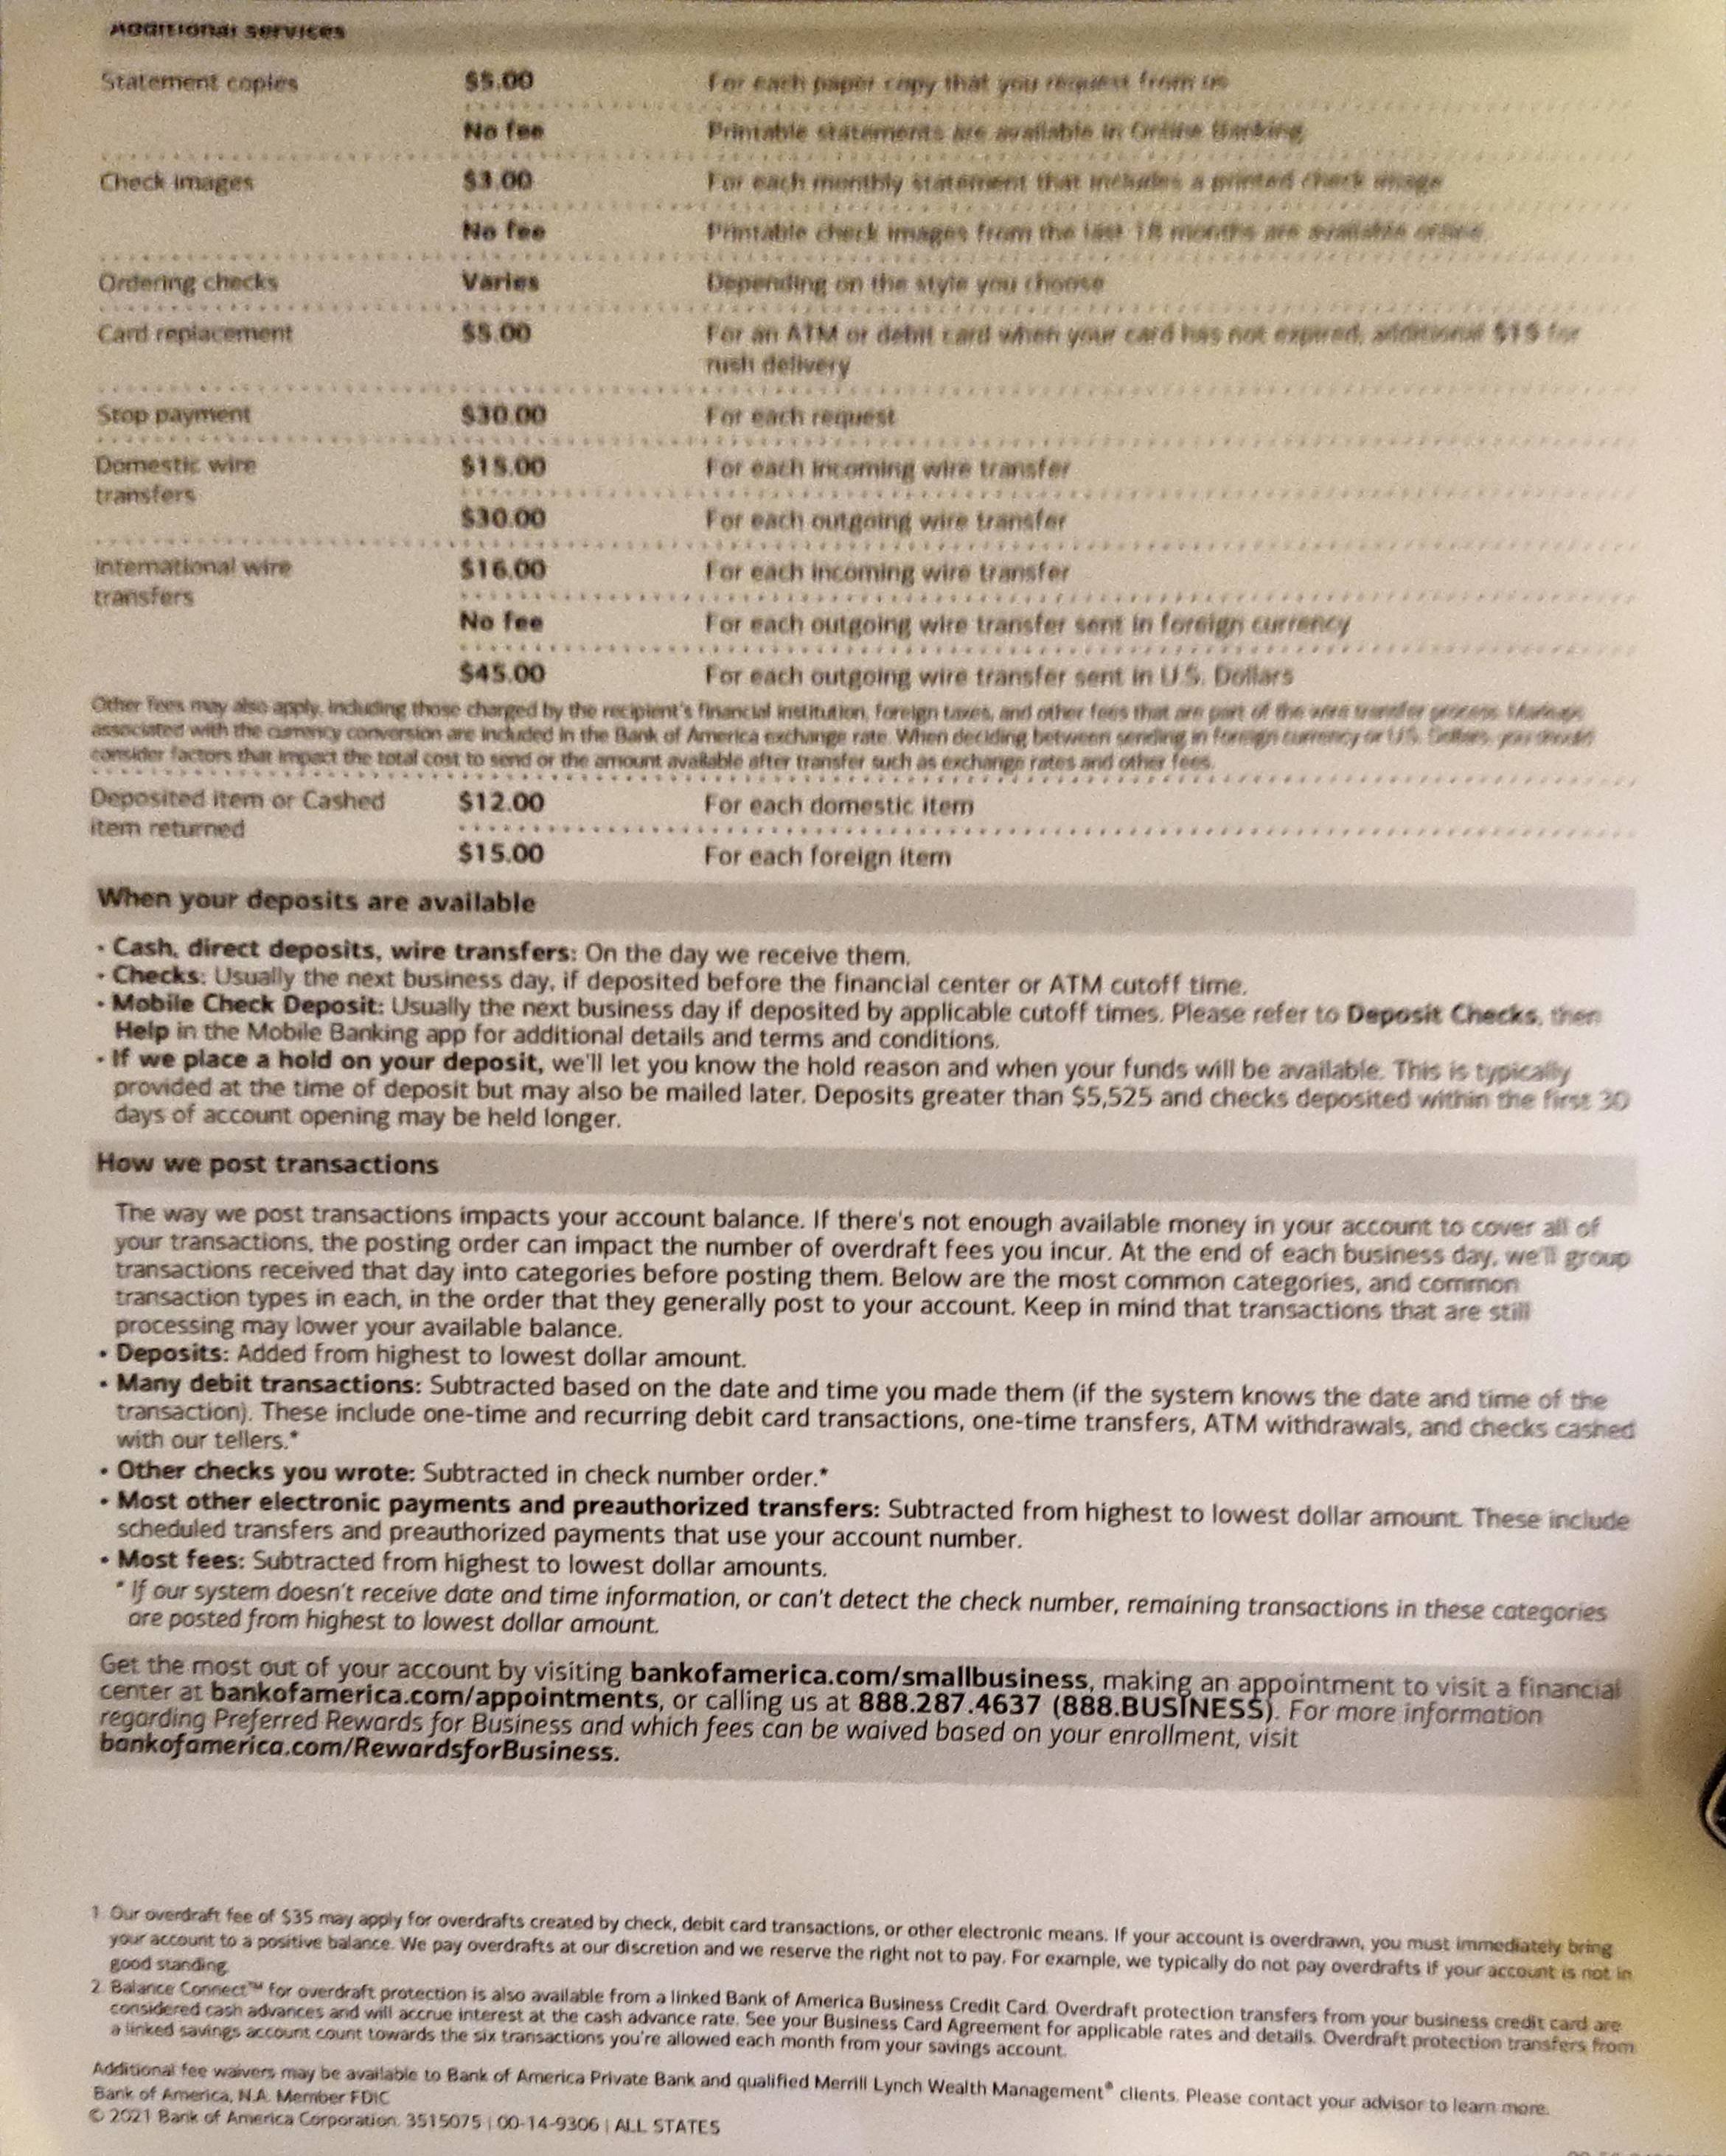 Additional services
Statement copies $5.00 For each paper copy that you request from us
No fee Printable statements are available in Online Banking
Check images $3.00 For each monthly statement that includes a printed check image
No fee Printable check images from the last 18 months are available online
Ordering checks Varies Depending on the style you choose
Card replacement $5.00 For an ATM or debit card when your card has not expired, additional $15 for
rush delivery
Stop payment $30.00 For each request
Domestic wire $15.00 For each incoming wire transfer
transfers
$30.00 For each outgoing wire transfer
International wire $16.00 For each incoming wire transfer
transfers
No fee For each outgoing wire transfer sent in foreign currency
$45.00 For each outgoing wire transfer sent in U.S. Dollars
Other fees may also apply, including those charged by the recipient's financial institution, foreign taxes, and other fees that are part of the wire transfer process. Markups
associated with the currency conversion are included in the Bank of America exchange rate. When deciding between sending in foreign currency or U.S. Dollars, you should
consider factors that impact the total cost to send or the amount available after transfer such as exchange rates and other fees.
Deposited item or Cashed $12.00 For each domestic item
item returned
$15.00 For each foreign item
When your deposits are available
• Cash, direct deposits, wire transfers: On the day we receive them.
• Checks: Usually the next business day, if deposited before the financial center or ATM cutoff time.
• Mobile Check Deposit: Usually the next business day if deposited by applicable cutoff times. Please refer to Deposit Checks, then
Help in the Mobile Banking app for additional details and terms and conditions.
• If we place a hold on your deposit, we'll let you know the hold reason and when your funds will be available. This is typically
provided at the time of deposit but may also be mailed later. Deposits greater than $5,525 and checks deposited within the first 30
days of account opening may be held longer.
How we post transactions
The way we post transactions impacts your account balance. If there's not enough available money in your account to cover all of
your transactions, the posting order can impact the number of overdraft fees you incur. At the end of each business day, we'll group
transactions received that day into categories before posting them. Below are the most common categories, and common
transaction types in each, in the order that they generally post to your account. Keep in mind that transactions that are still
processing may lower your available balance.
• Deposits: Added from highest to lowest dollar amount.
• Many debit transactions: Subtracted based on the date and time you made them (if the system knows the date and time of the
transaction). These include one-time and recurring debit card transactions, one-time transfers, ATM withdrawals, and checks cashed
with our tellers.*
• Other checks you wrote: Subtracted in check number order.*
• Most other electronic payments and preauthorized transfers: Subtracted from highest to lowest dollar amount. These include
scheduled transfers and preauthorized payments that use your account number.
• Most fees: Subtracted from highest to lowest dollar amounts.
* If our system doesn't receive date and time information, or can't detect the check number, remaining transactions in these categories
are posted from highest to lowest dollar amount.
Get the most out of your account by visiting bankofamerica.com/smallbusiness, making an appointment to visit a financial
center at bankofamerica.com/appointments, or calling us at 888.287.4637 (888.BUSINESS). For more information
regarding Preferred Rewards for Business and which fees can be waived based on your enrollment, visit
bankofamerica.com/RewardsforBusiness.
1 Our overdraft fee of $35 may apply for overdrafts created by check, debit card transactions, or other electronic means. If your account is overdrawn, you must immediately bring
your account to a positive balance. We pay overdrafts at our discretion and we reserve the right not to pay. For example, we typically do not pay overdrafts if your account is not in
good standing.
2 Balance Connect™ for overdraft protection is also available from a linked Bank of America Business Credit Card. Overdraft protection transfers from your business credit card are
considered cash advances and will accrue interest at the cash advance rate. See your Business Card Agreement for applicable rates and details. Overdraft protection transfers from
a linked savings account count towards the six transactions you're allowed each month from your savings account.
Additional fee waivers may be available to Bank of America Private Bank and qualified Merrill Lynch Wealth Management® clients. Please contact your advisor to learn more.
Bank of America, N.A. Member FDIC
© 2021 Bank of America Corporation. 3515075 | 00-14-9306 | ALL STATES